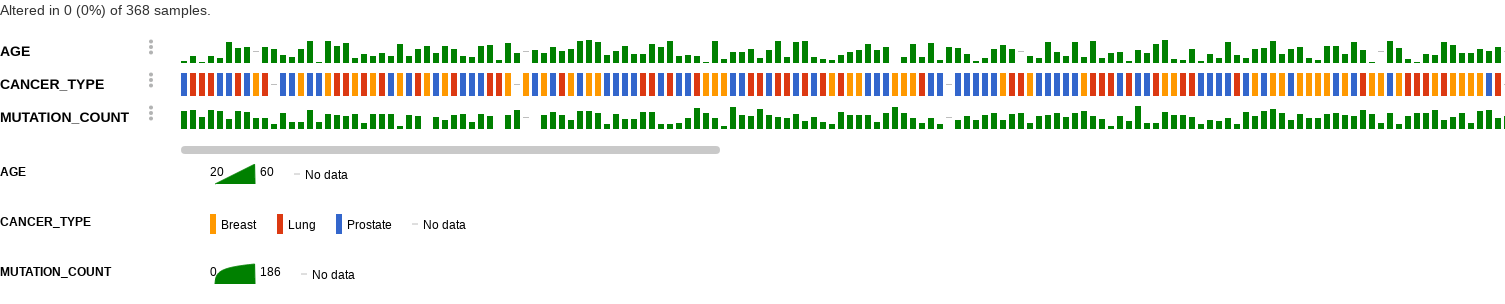 Altered in 0 (0%) of 368 samples.
AGE
CANCER_TYPE
MUTATION_COUNT
AGE 20 60 No data
CANCER_TYPE Breast Lung Prostate No data
MUTATION_COUNT 0 186 No data